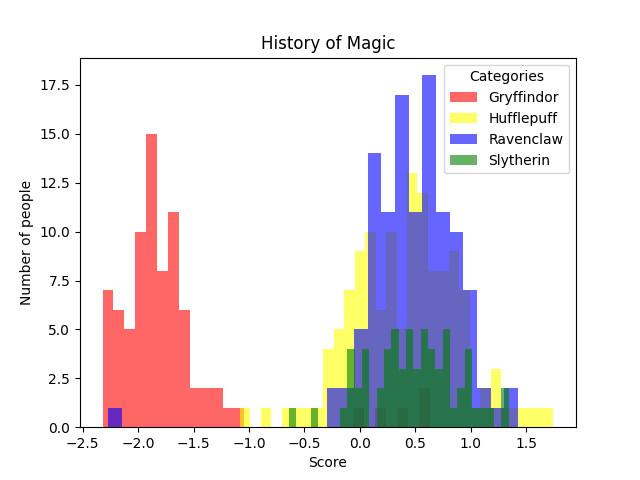 History of Magic
Categories
Gryffindor
Hufflepuff
Ravenclaw
Slytherin
Number of people
17.5
15.0
12.5
10.0
7.5
5.0
2.5
0.0
−2.5 −2.0 −1.5 −1.0 −0.5 0.0 0.5 1.0 1.5
Score